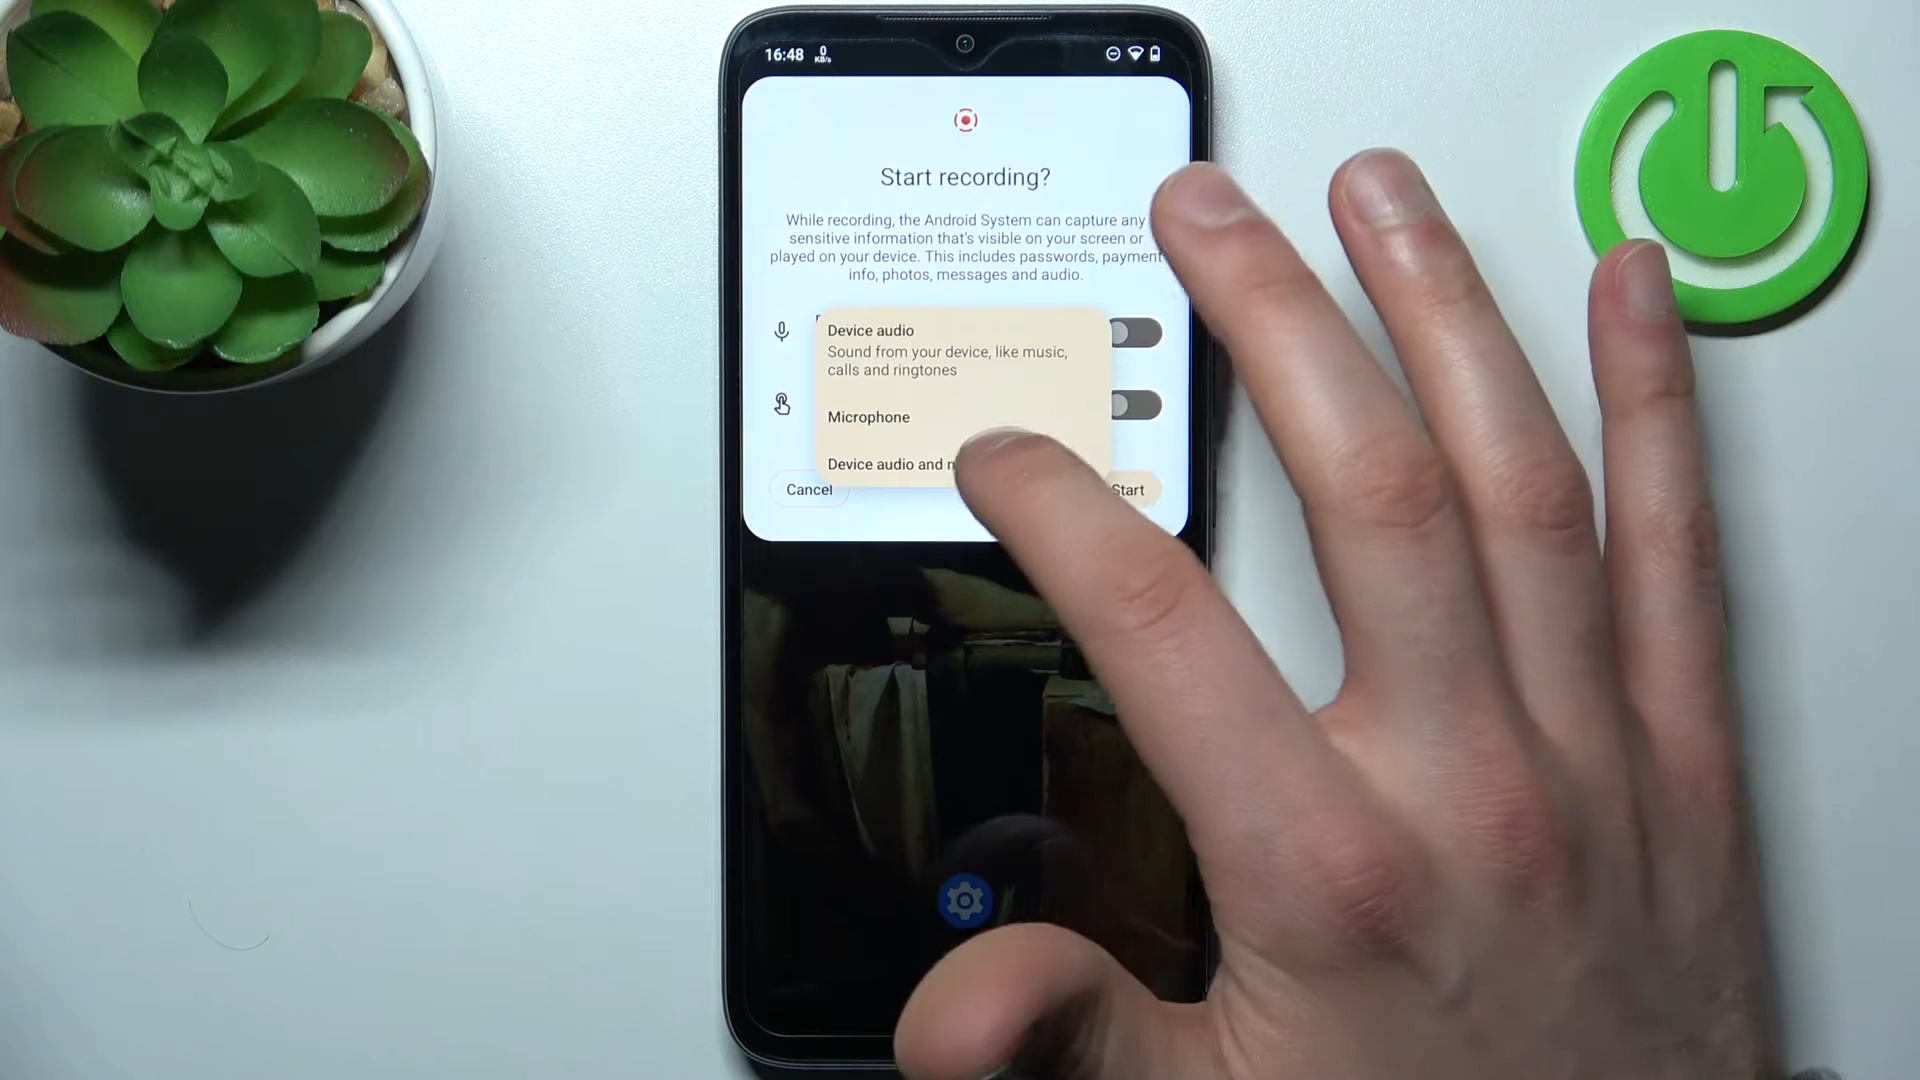 16:48 0 KB/s
Start recording?
While recording, the Android System can capture any
sensitive information that's visible on your screen or
played on your device. This includes passwords, payment
info, photos, messages and audio.
Device audio
Sound from your device, like music,
calls and ringtones
Microphone
Device audio and
Cancel
Start